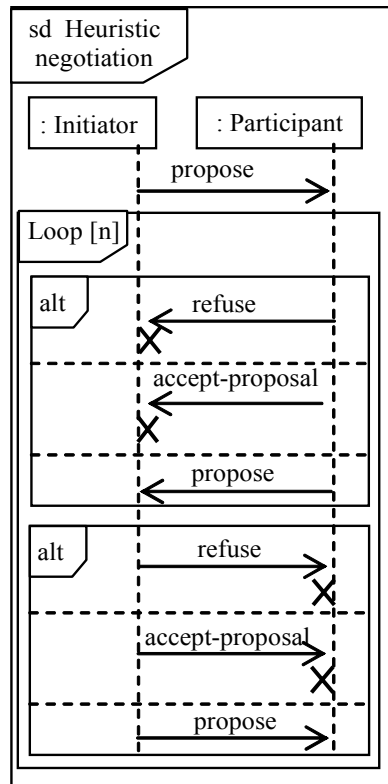 sd Heuristic
negotiation
: Initiator
: Participant
propose
Loop [n]
alt
refuse
accept-proposal
propose
alt
refuse
accept-proposal
propose